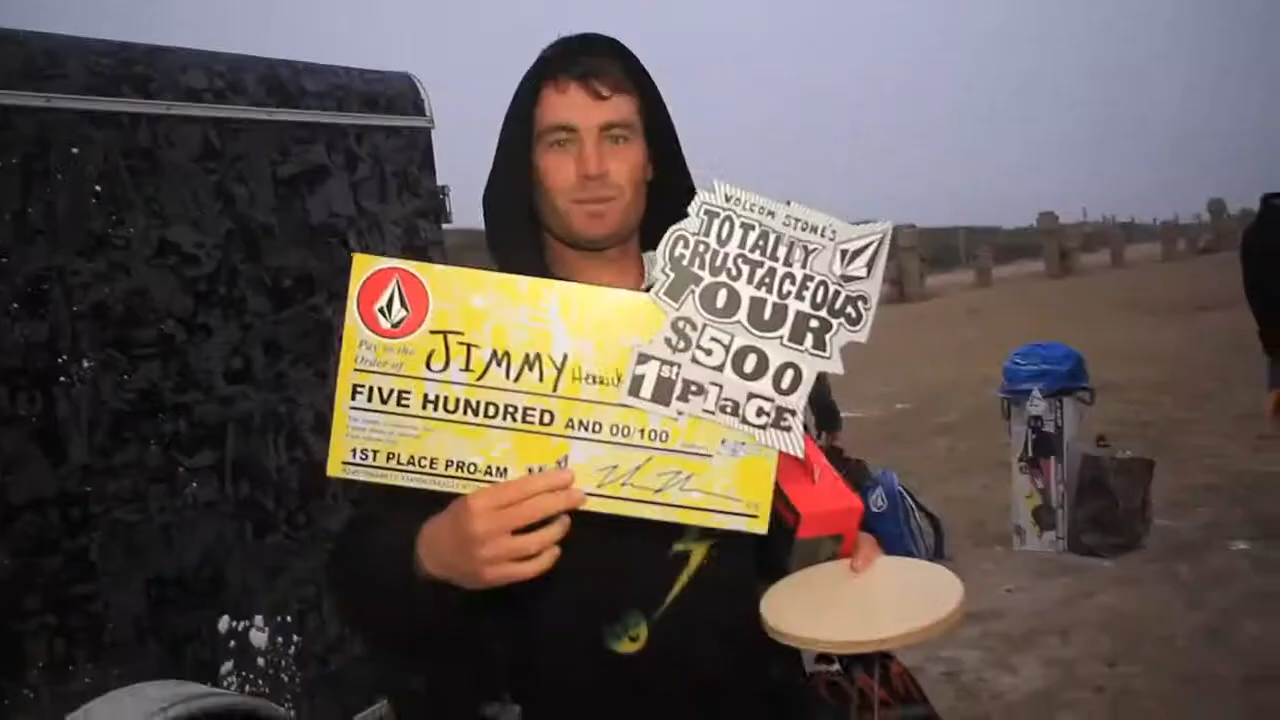 VOLCOM STONE'S
TOTALLY
CRUSTACEOUS
TOUR
$500
1st PLaCE
Pay to the
Order of
JIMMY Herrick
FIVE HUNDRED AND 00/100
1ST PLACE PRO-AM